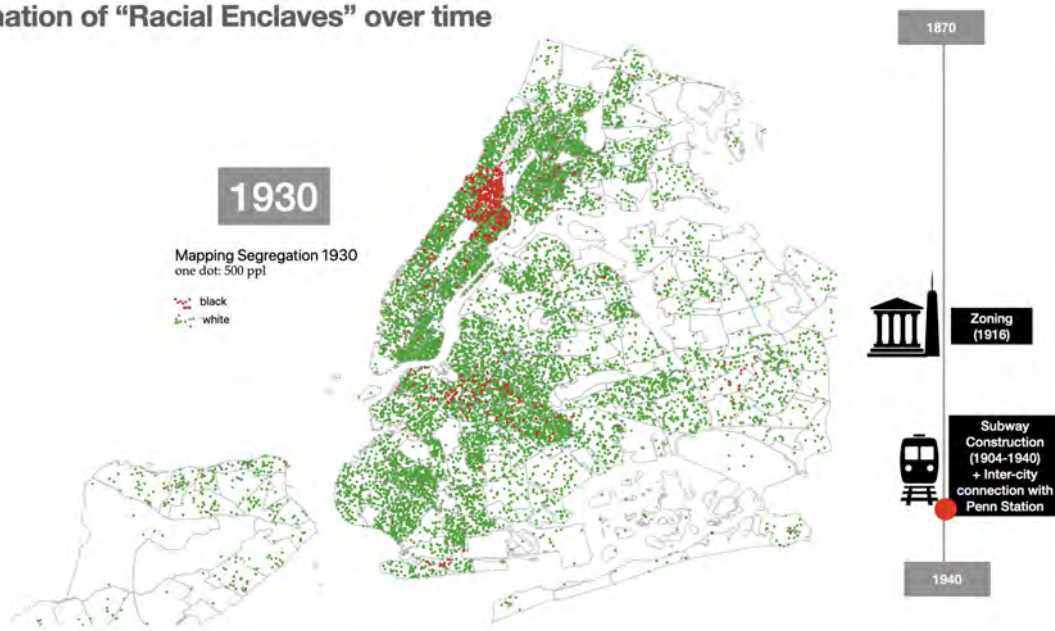 nation of “Racial Enclaves” over time
1870
1930
Mapping Segregation 1930
one dot: 500 ppl
black
white
Zoning
(1916)
Subway
Construction
(1904-1940)
+ Inter-city
connection with
Penn Station
1940